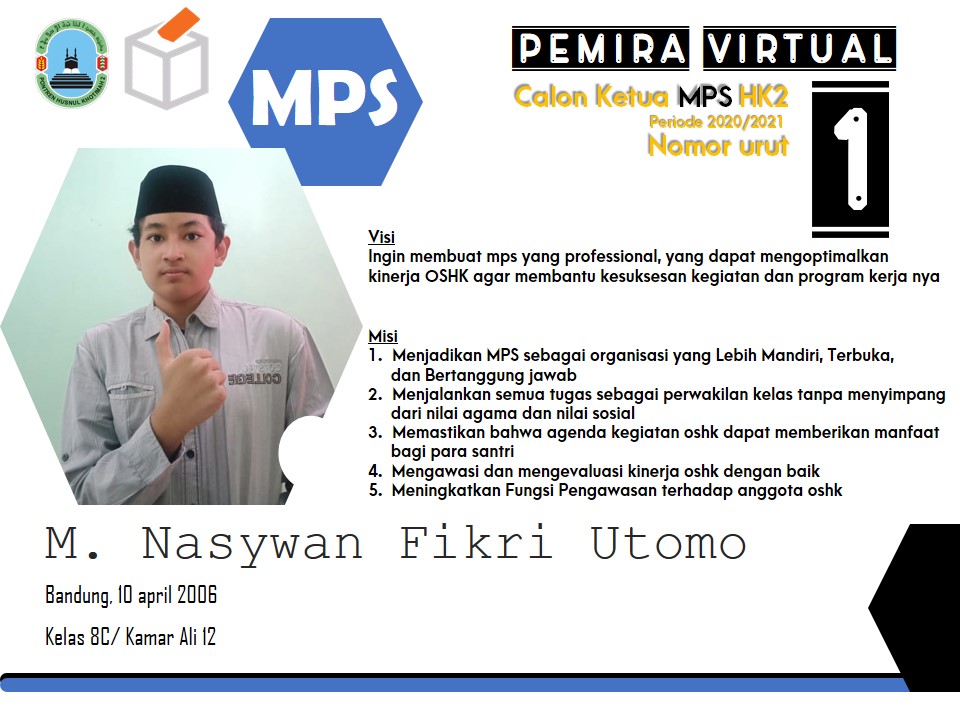 PONTREN HUSNUL KHOTIMAH 2
MPS
PEMIRA VIRTUAL
Calon Ketua MPS HK2
Periode 2020/2021
Nomor urut
1
COLLEGE
Visi
Ingin membuat mps yang professional, yang dapat mengoptimalkan
kinerja OSHK agar membantu kesuksesan kegiatan dan program kerja nya
Misi
1. Menjadikan MPS sebagai organisasi yang Lebih Mandiri, Terbuka,
dan Bertanggung jawab
2. Menjalankan semua tugas sebagai perwakilan kelas tanpa menyimpang
dari nilai agama dan nilai sosial
3. Memastikan bahwa agenda kegiatan oshk dapat memberikan manfaat
bagi para santri
4. Mengawasi dan mengevaluasi kinerja oshk dengan baik
5. Meningkatkan Fungsi Pengawasan terhadap anggota oshk
M. Nasywan Fikri Utomo
Bandung, 10 april 2006
Kelas 8C/ Kamar Ali 12